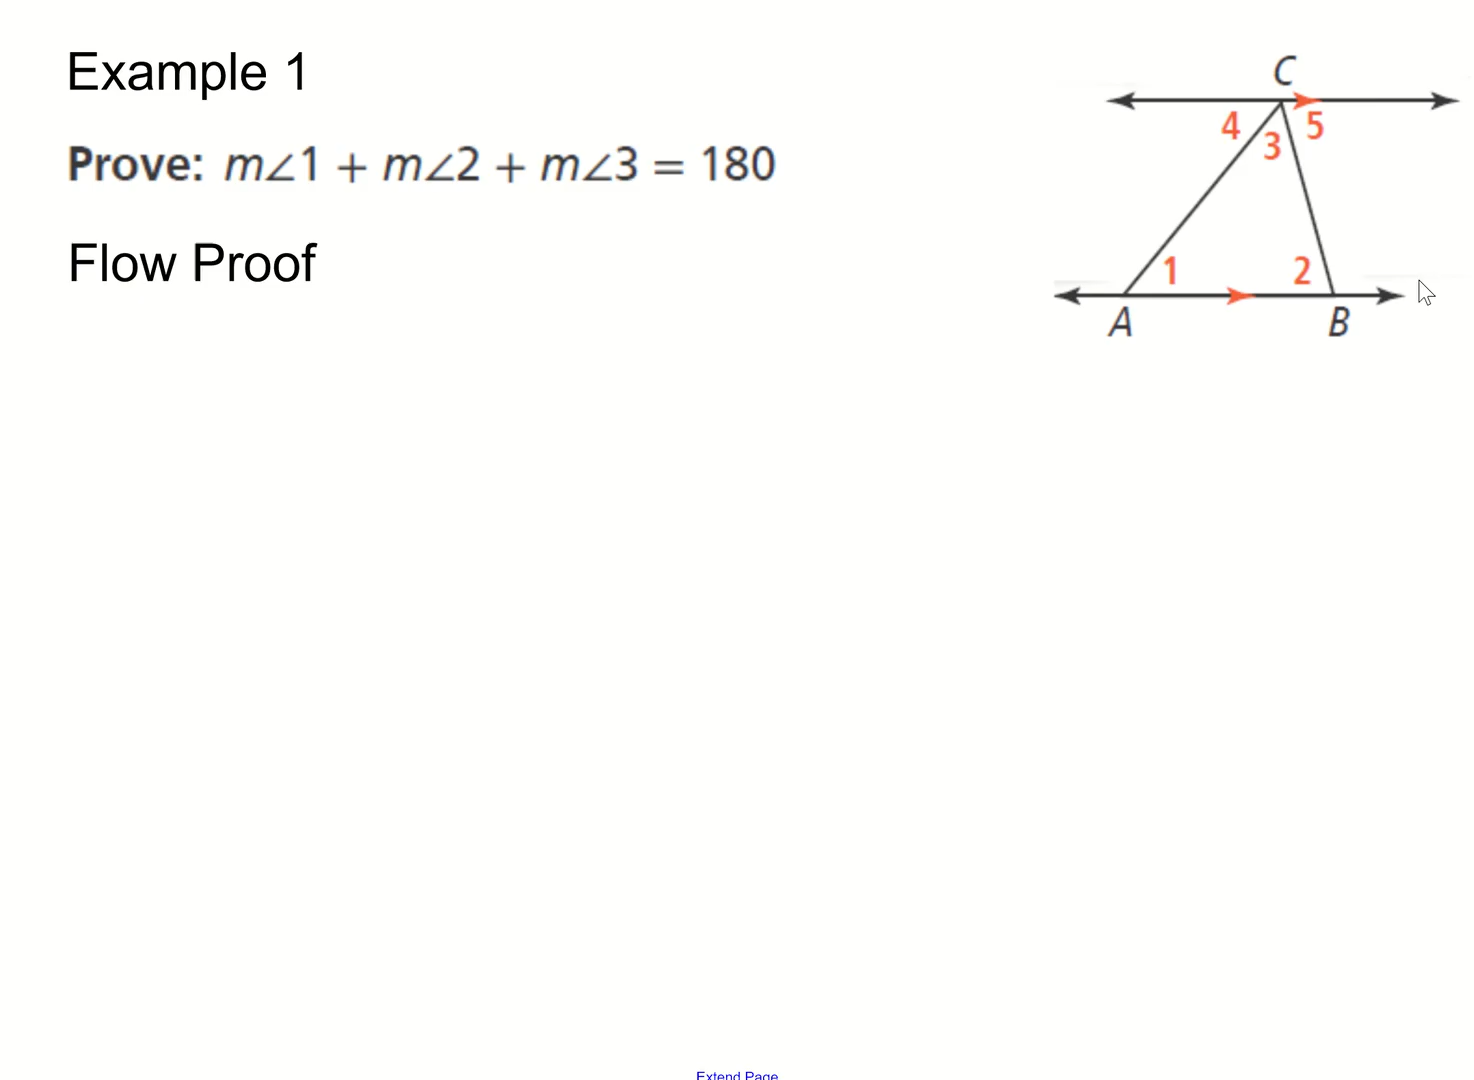 Example 1
Prove: m∠1 + m∠2 + m∠3 = 180
Flow Proof
C
4
3
5
1
2
A
B
Extend Page